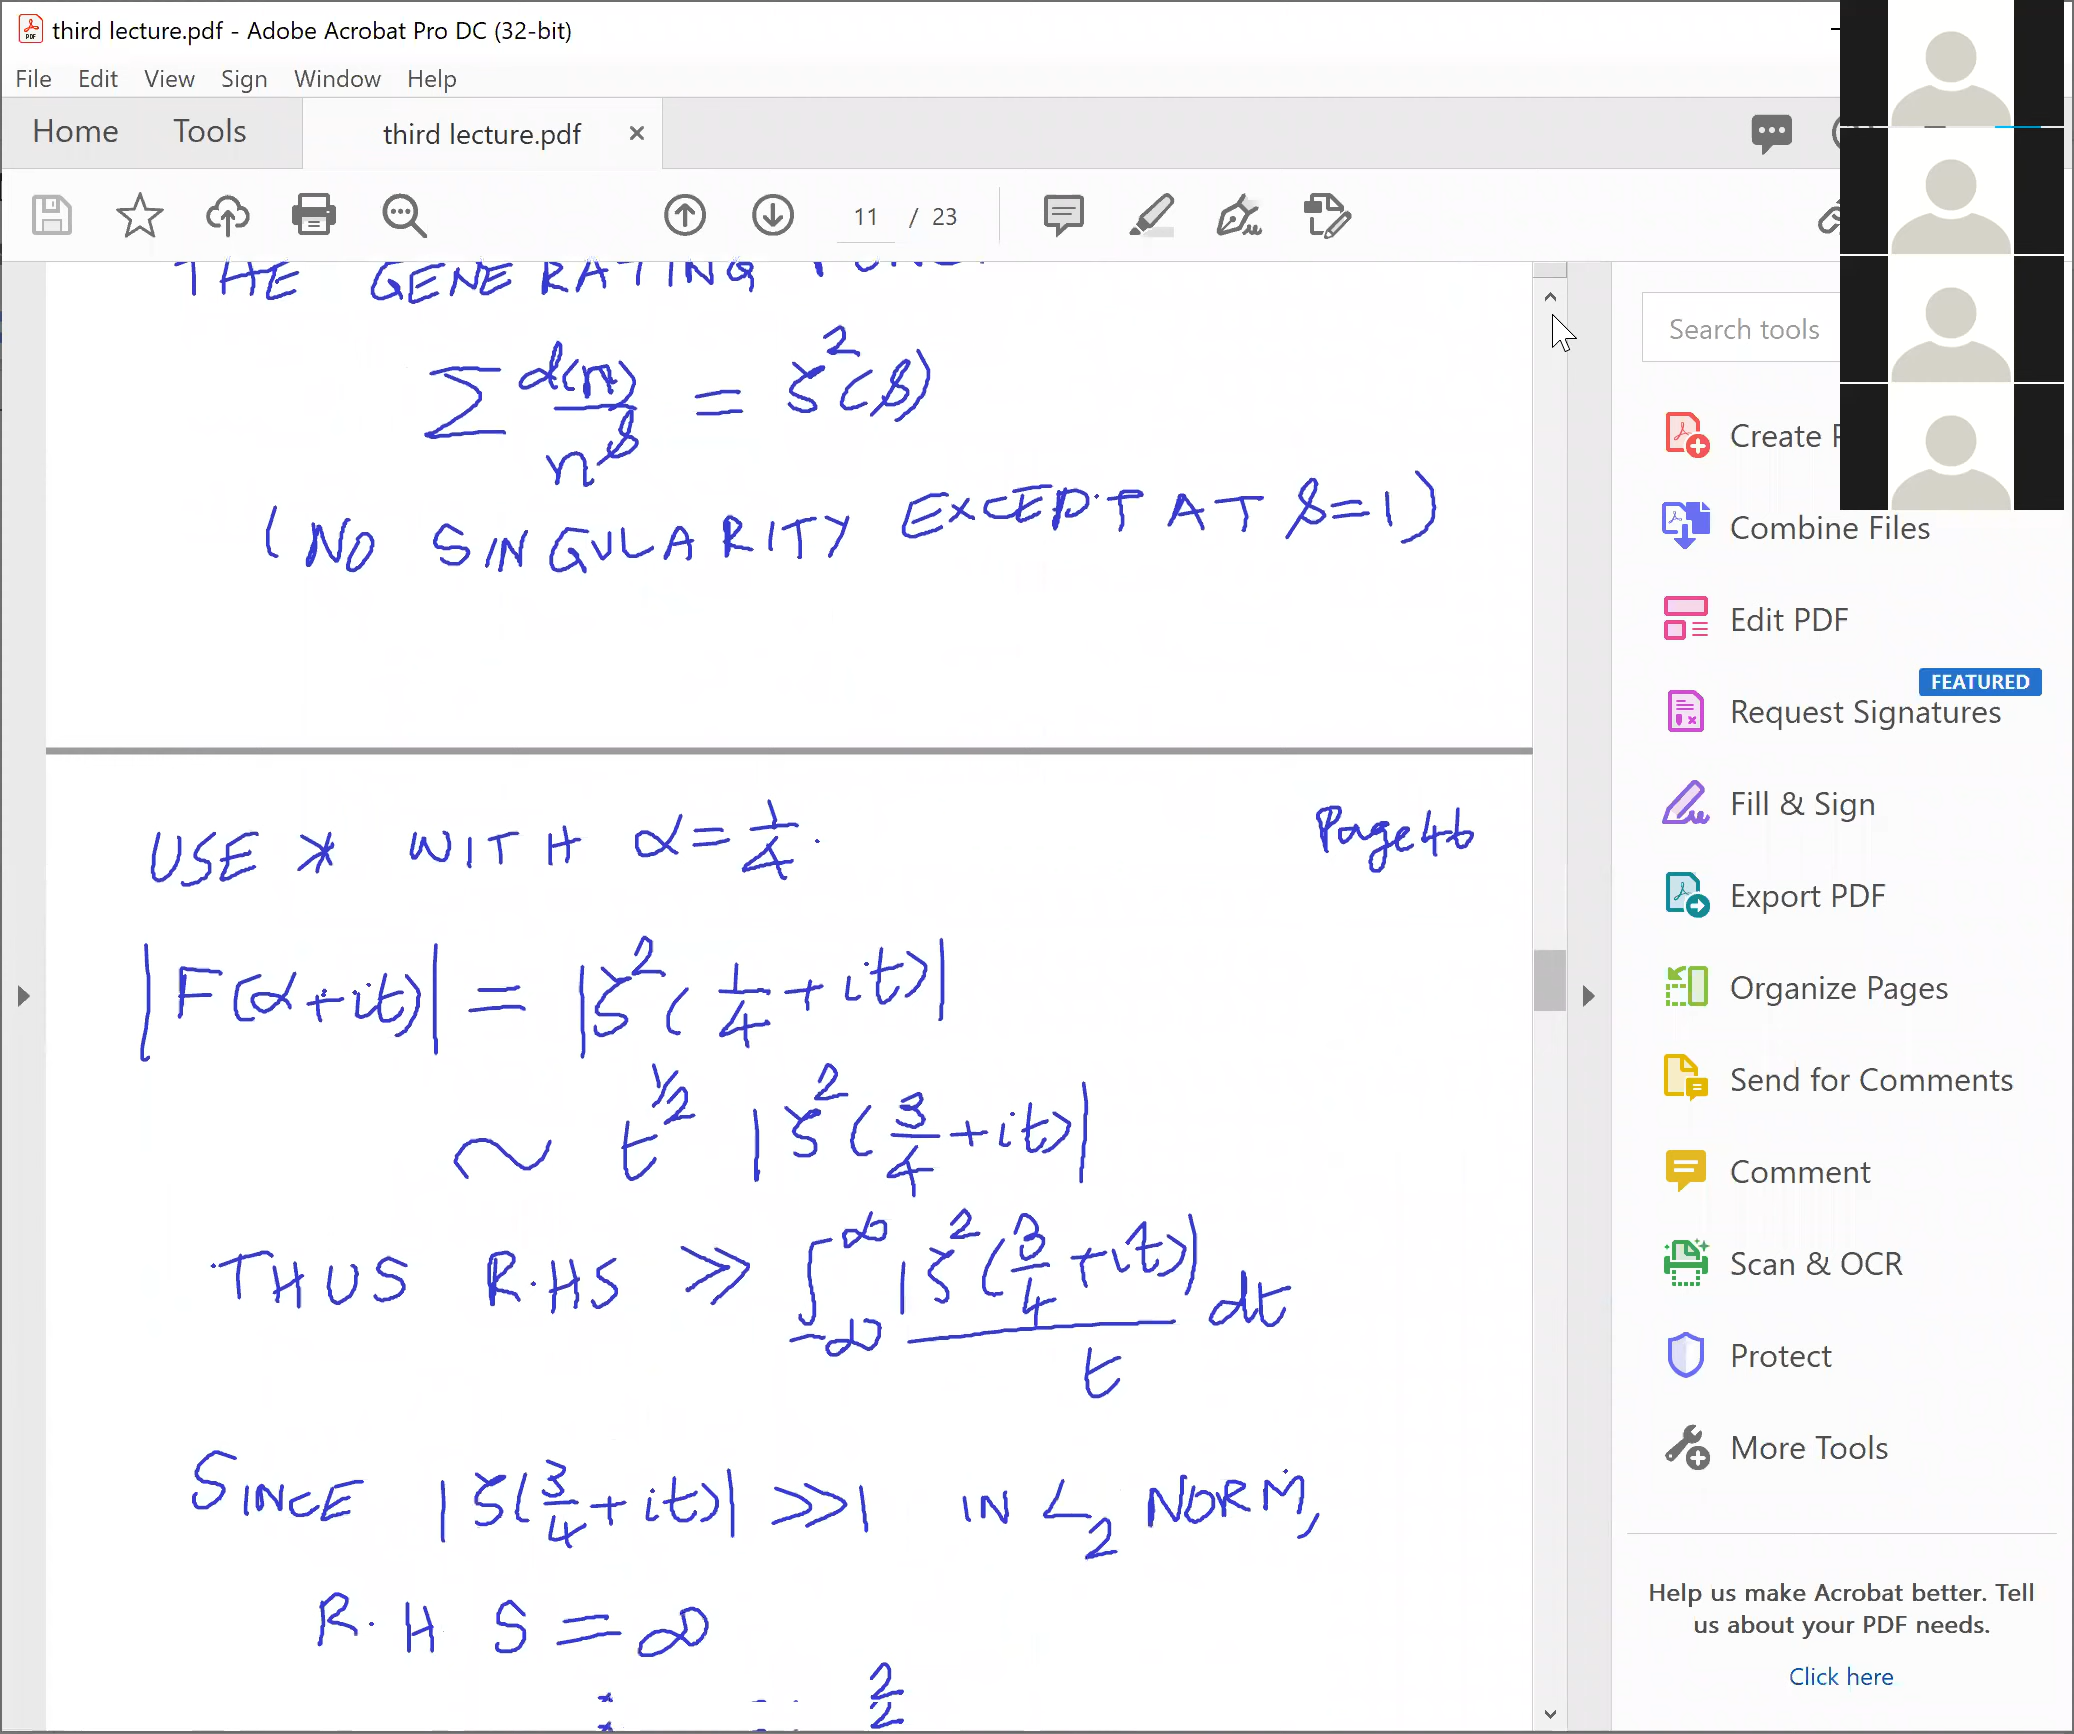 third lecture.pdf - Adobe Acrobat Pro DC (32-bit)
File Edit View Sign Window Help
Home Tools third lecture.pdf ×
11 / 23
THE GENERATING
∑ d(n)/n^s = ζ²(s)
(NO SINGULARITY EXCEPT AT s=1)
USE * WITH α = 1/4.
Page 4b
|F(α+it)| = |ζ²(1/4+it)|
~ t^1/2 |ζ²(3/4+it)|
THUS R.HS >> ∫_{-∞}^{∞} |ζ²(3/4+it)|/t dt
SINCE |ζ(3/4+it)| >> 1 IN L₂ NORM,
R.H S = ∞
Search tools
Create
Combine Files
Edit PDF
FEATURED
Request Signatures
Fill & Sign
Export PDF
Organize Pages
Send for Comments
Comment
Scan & OCR
Protect
More Tools
Help us make Acrobat better. Tell
us about your PDF needs.
Click here